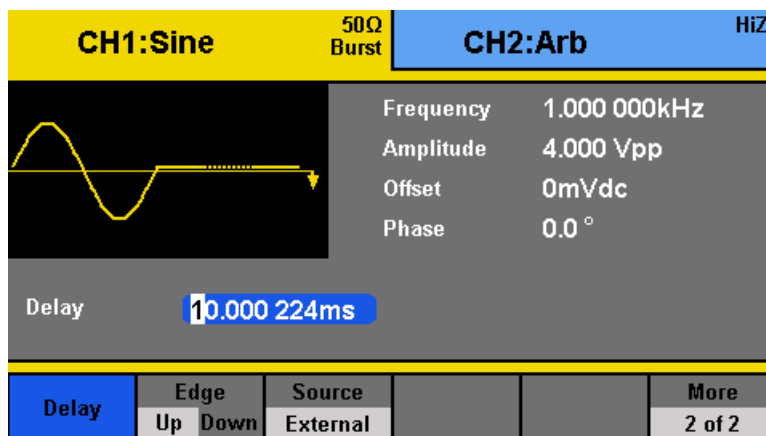 CH1:Sine
50Ω
Burst
CH2:Arb
HiZ
Frequency 1.000 000kHz
Amplitude 4.000 Vpp
Offset 0mVdc
Phase 0.0 °
Delay 10.000 224ms
Delay
Edge
Up Down
Source
External
More
2 of 2